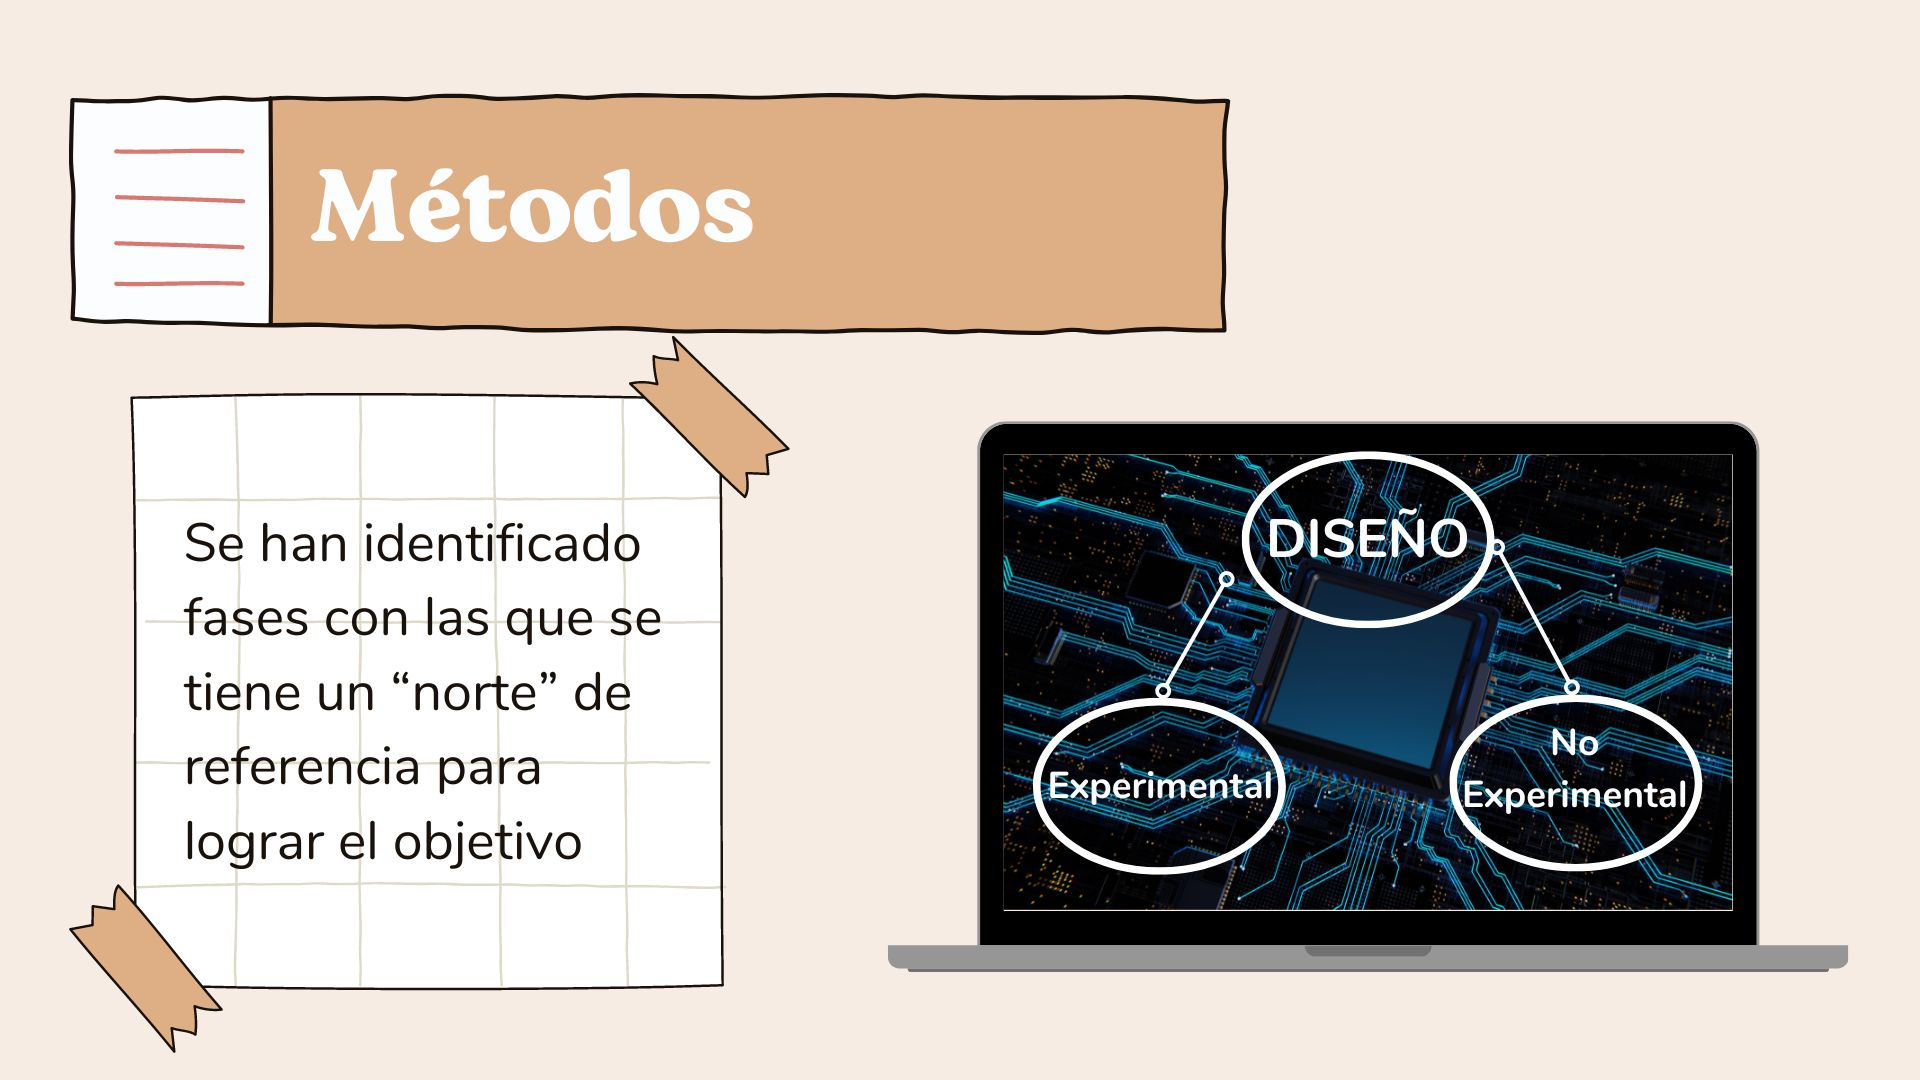 Métodos
Se han identificado
fases con las que se
tiene un “norte” de
referencia para
lograr el objetivo
DISEÑO
Experimental
No
Experimental